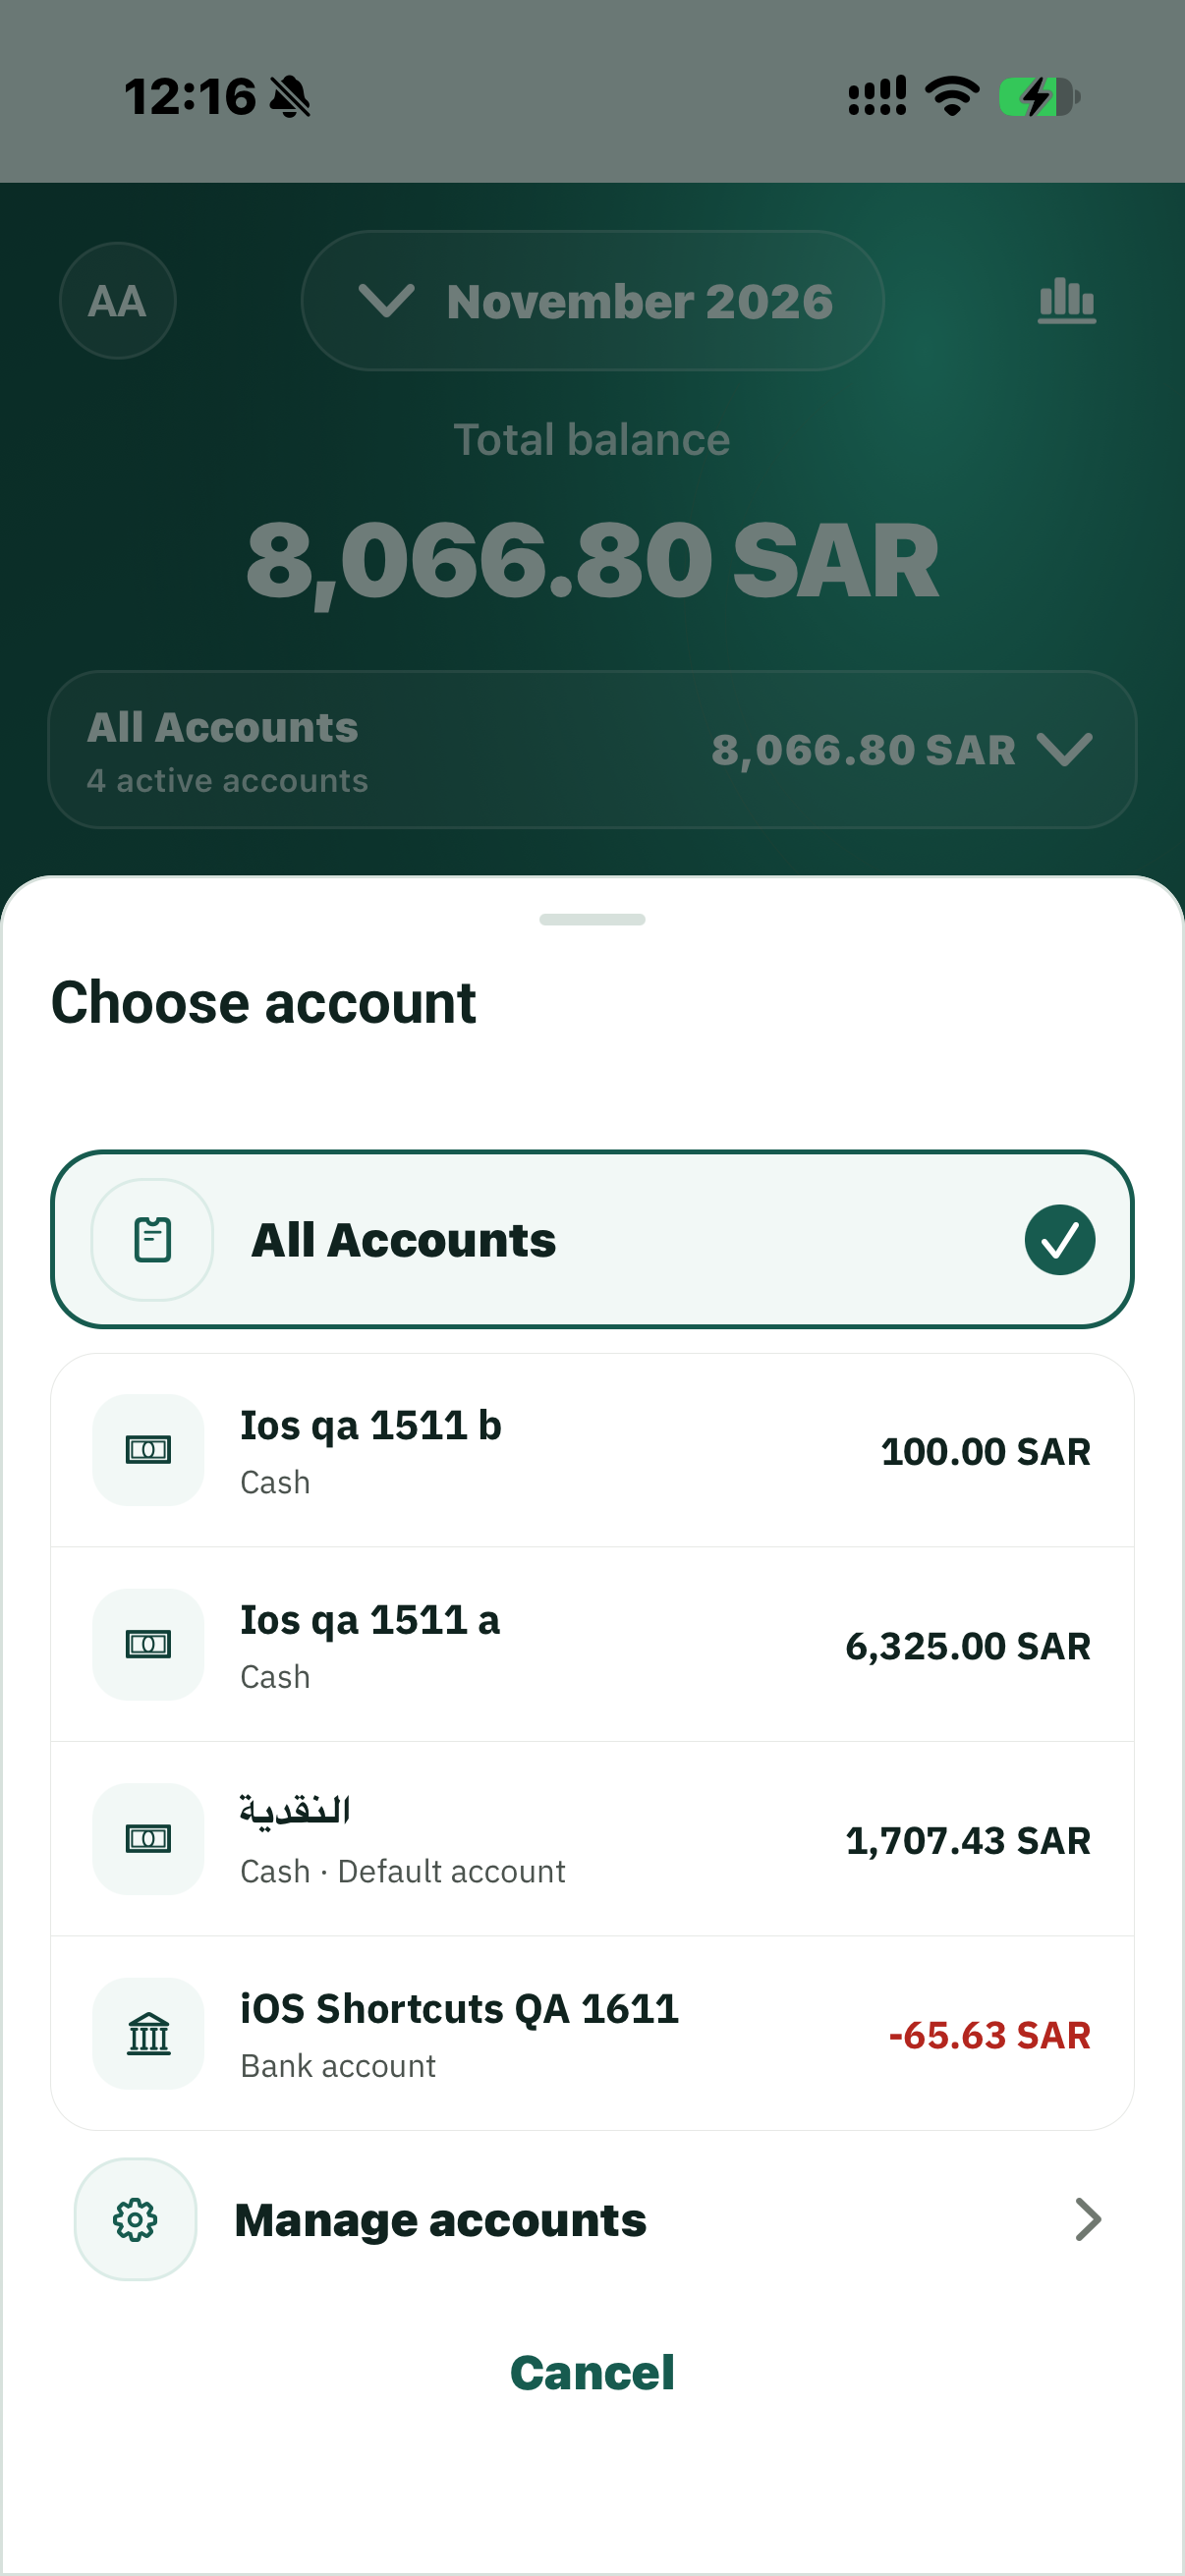 12:16
AA
November 2026
Total balance
8,066.80 SAR
All Accounts
4 active accounts
8,066.80 SAR
Choose account
All Accounts
Ios qa 1511 b
Cash
100.00 SAR
Ios qa 1511 a
Cash
6,325.00 SAR
النقدية
Cash · Default account
1,707.43 SAR
iOS Shortcuts QA 1611
Bank account
-65.63 SAR
Manage accounts
Cancel